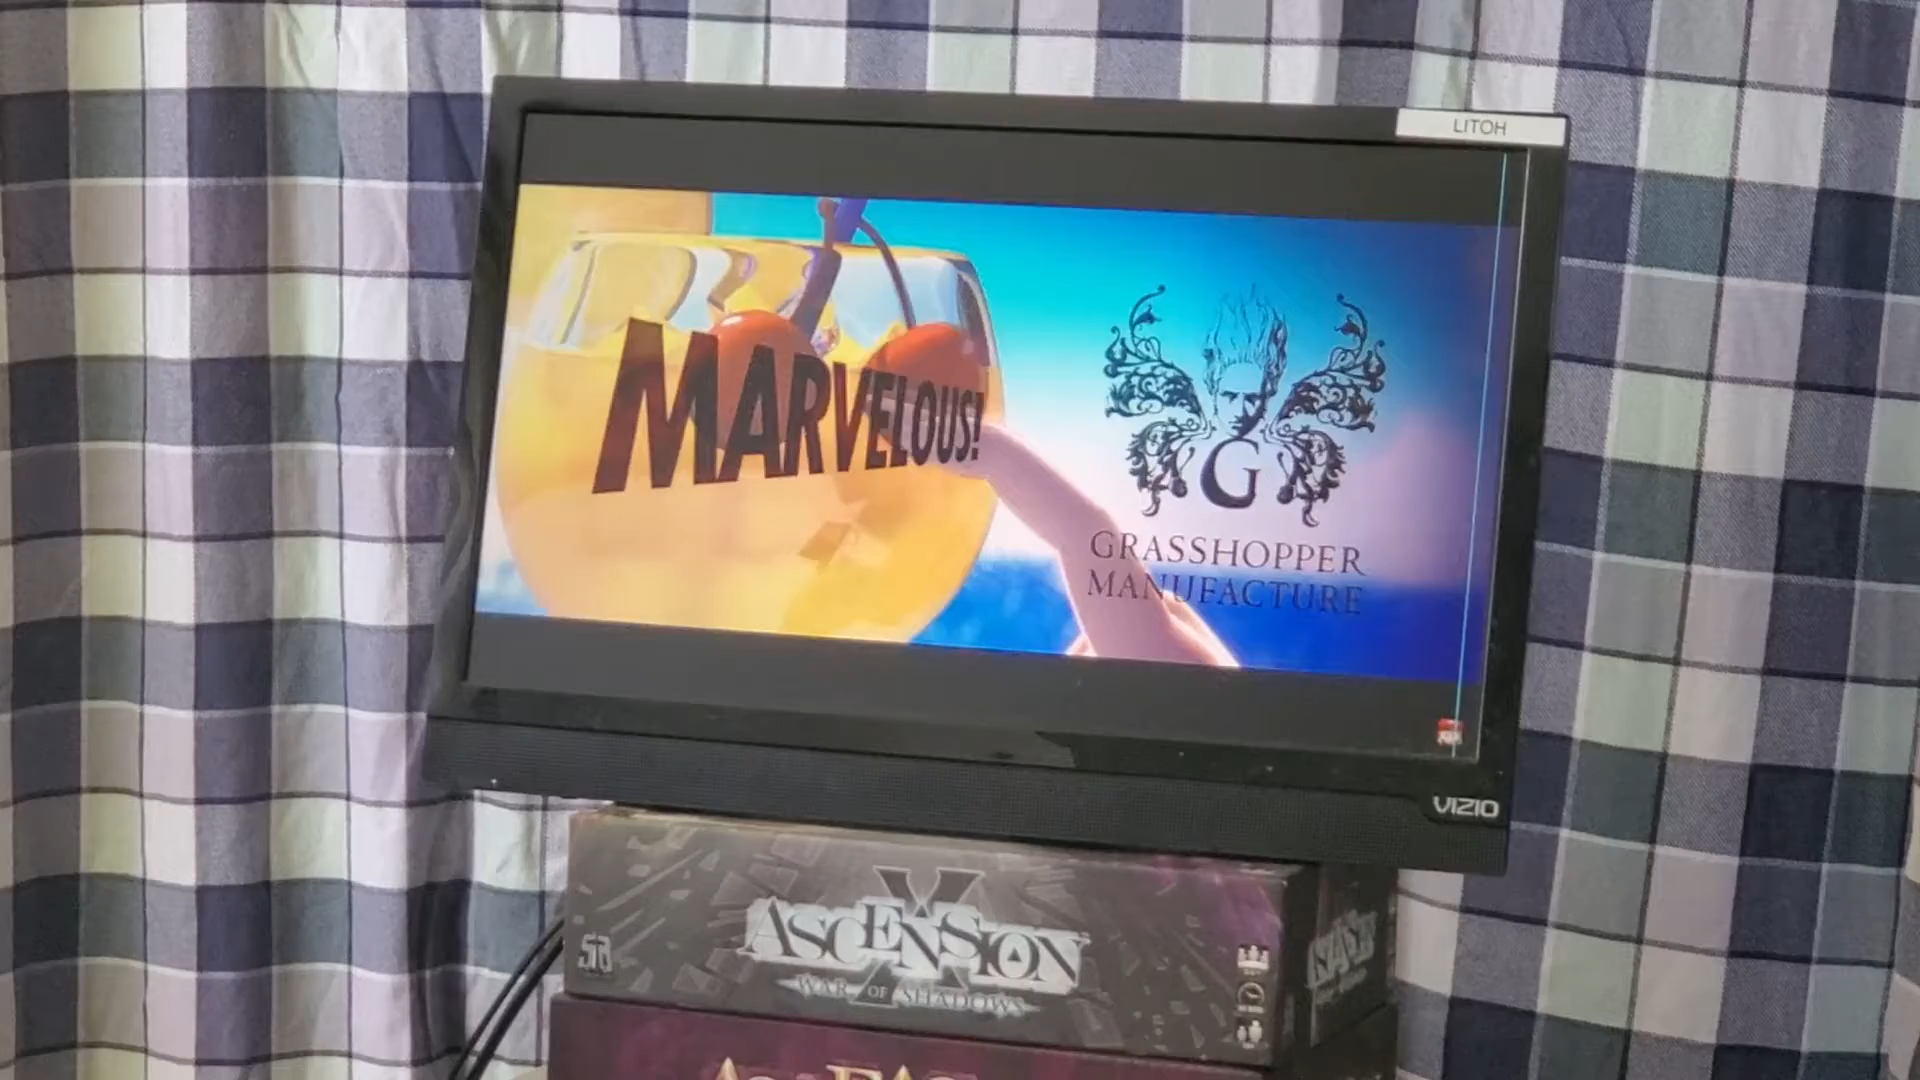 LITOH
MARVELOUS!
G
GRASSHOPPER
MANUFACTURE
VIZIO
X
ASCENSION
WAR OF SHADOWS